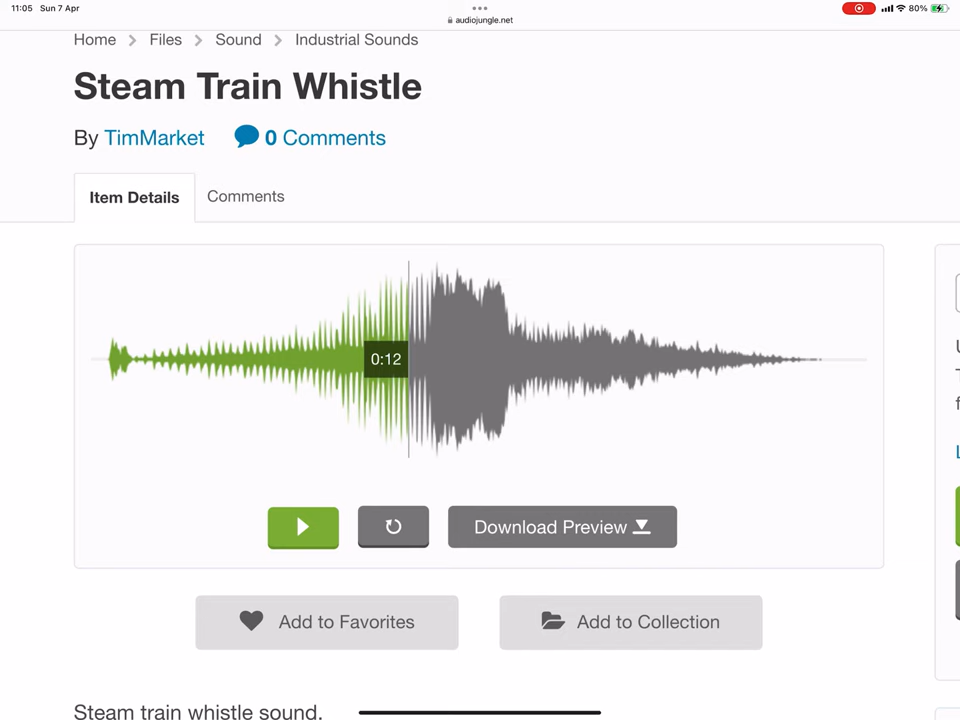 11:05 Sun 7 Apr
80%
audiojungle.net
Home > Files > Sound > Industrial Sounds
Steam Train Whistle
By TimMarket 0 Comments
Item Details Comments
0:12
Download Preview
Add to Favorites Add to Collection
Steam train whistle sound.